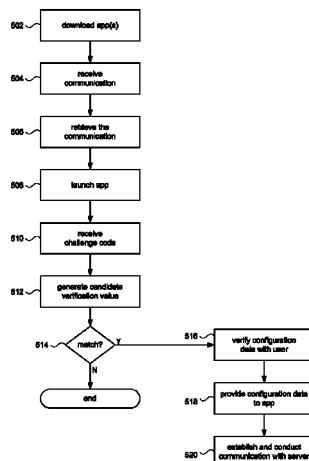 502
download app(s)
504
receive
communication
506
retrieve the
communication
508
launch app
510
receive
challenge code
512
generate candidate
verification value
514
match?
Y
N
end
516
verify configuration
data with user
518
provide configuration data
to app
520
establish and conduct
communication with server